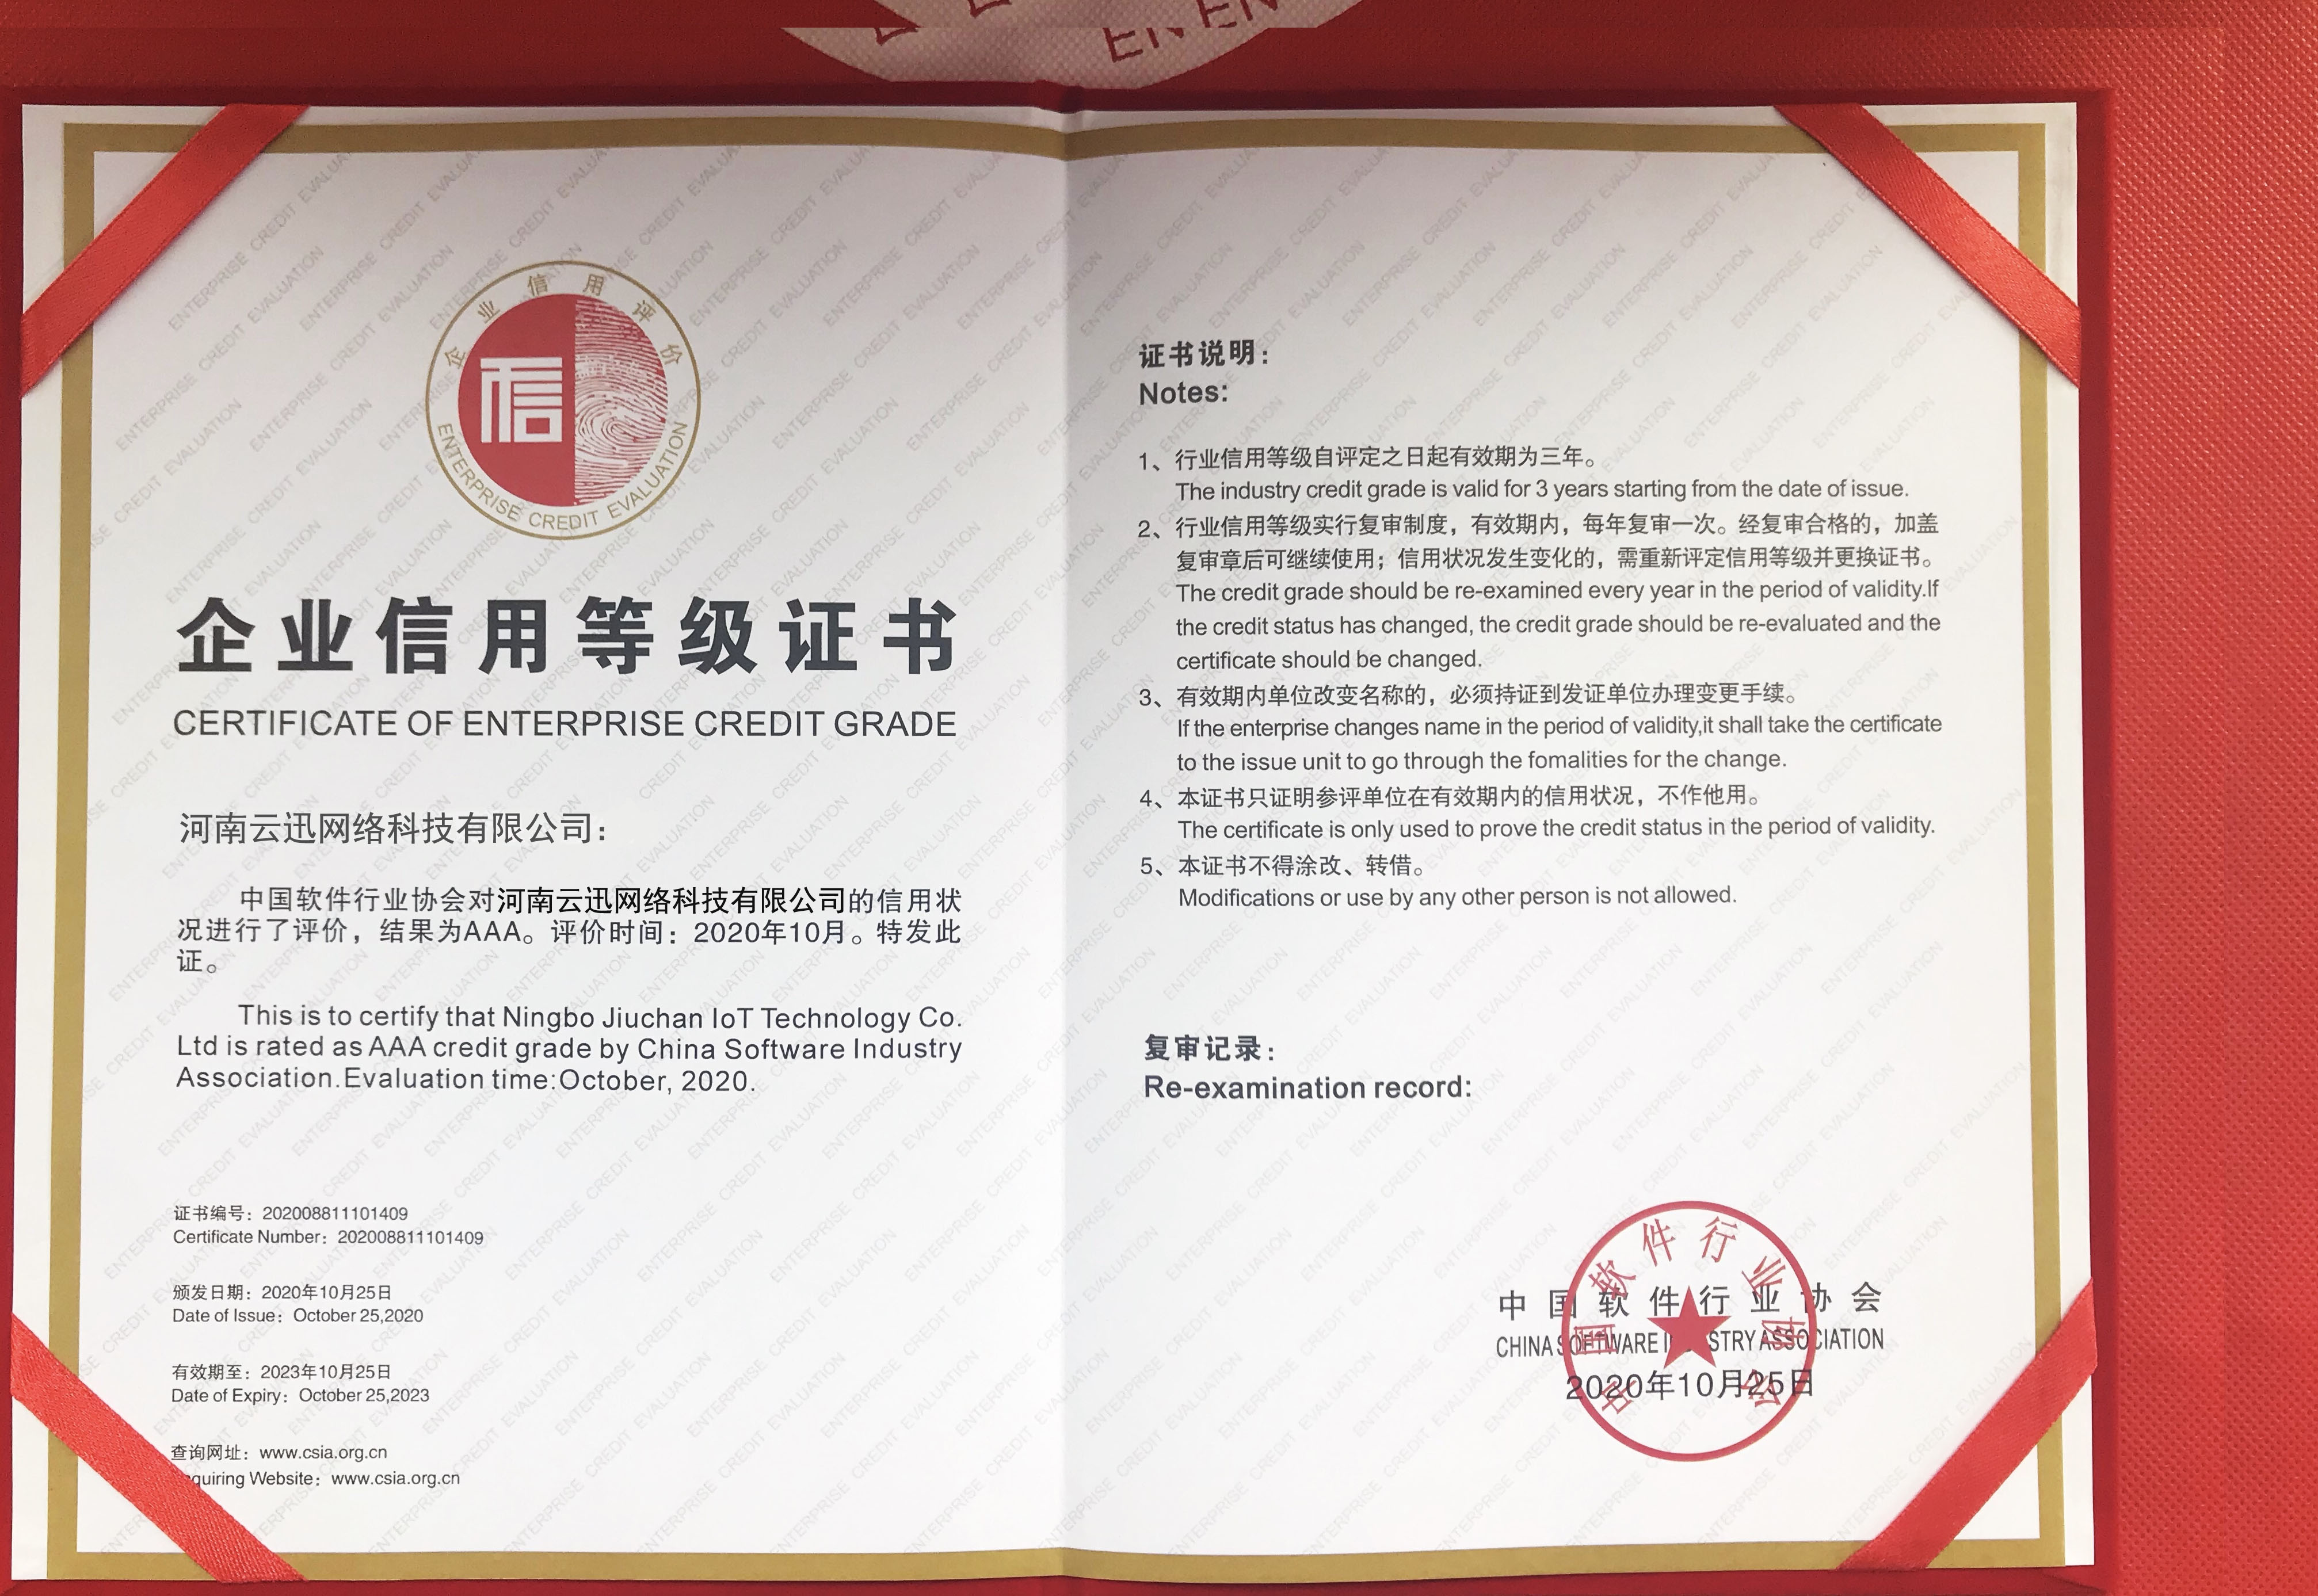 企业信用评价
信
ENTERPRISE CREDIT EVALUATION
企业信用等级证书
CERTIFICATE OF ENTERPRISE CREDIT GRADE
河南云迅网络科技有限公司：
中国软件行业协会对河南云迅网络科技有限公司的信用状
况进行了评价，结果为AAA。评价时间：2020年10月。特发此
证。
This is to certify that Ningbo Jiuchan IoT Technology Co.
Ltd is rated as AAA credit grade by China Software Industry
Association.Evaluation time:October, 2020.
证书编号：202008811101409
Certificate Number：202008811101409
颁发日期：2020年10月25日
Date of Issue：October 25,2020
有效期至：2023年10月25日
Date of Expiry：October 25,2023
查询网址：www.csia.org.cn
quiring Website：www.csia.org.cn
证书说明：
Notes:
1、行业信用等级自评定之日起有效期为三年。
The industry credit grade is valid for 3 years starting from the date of issue.
2、行业信用等级实行复审制度，有效期内，每年复审一次。经复审合格的，加盖
复审章后可继续使用；信用状况发生变化的，需重新评定信用等级并更换证书。
The credit grade should be re-examined every year in the period of validity.If
the credit status has changed, the credit grade should be re-evaluated and the
certificate should be changed.
3、有效期内单位改变名称的，必须持证到发证单位办理变更手续。
If the enterprise changes name in the period of validity,it shall take the certificate
to the issue unit to go through the fomalities for the change.
4、本证书只证明参评单位在有效期内的信用状况，不作他用。
The certificate is only used to prove the credit status in the period of validity.
5、本证书不得涂改、转借。
Modifications or use by any other person is not allowed.
复审记录：
Re-examination record:
中国软件行业协会
CHINA SOFTWARE INDUSTRY ASSOCIATION
2020年10月25日
中国软件行业协会